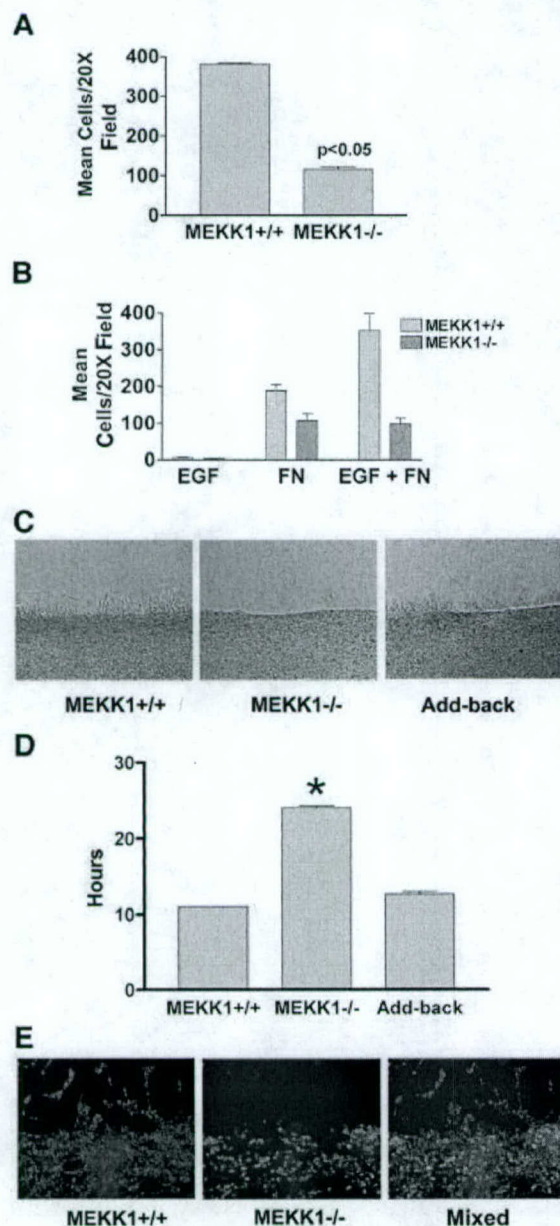 A
Mean Cells/20X
Field
400
300
200
100
0
p<0.05
MEKK1+/+ MEKK1-/-
B
Mean
Cells/20X Field
400
300
200
100
0
MEKK1+/+
MEKK1-/-
EGF FN EGF + FN
C
MEKK1+/+ MEKK1-/- Add-back
D
Hours
30
20
10
0
*
MEKK1+/+ MEKK1-/- Add-back
E
MEKK1+/+ MEKK1-/- Mixed